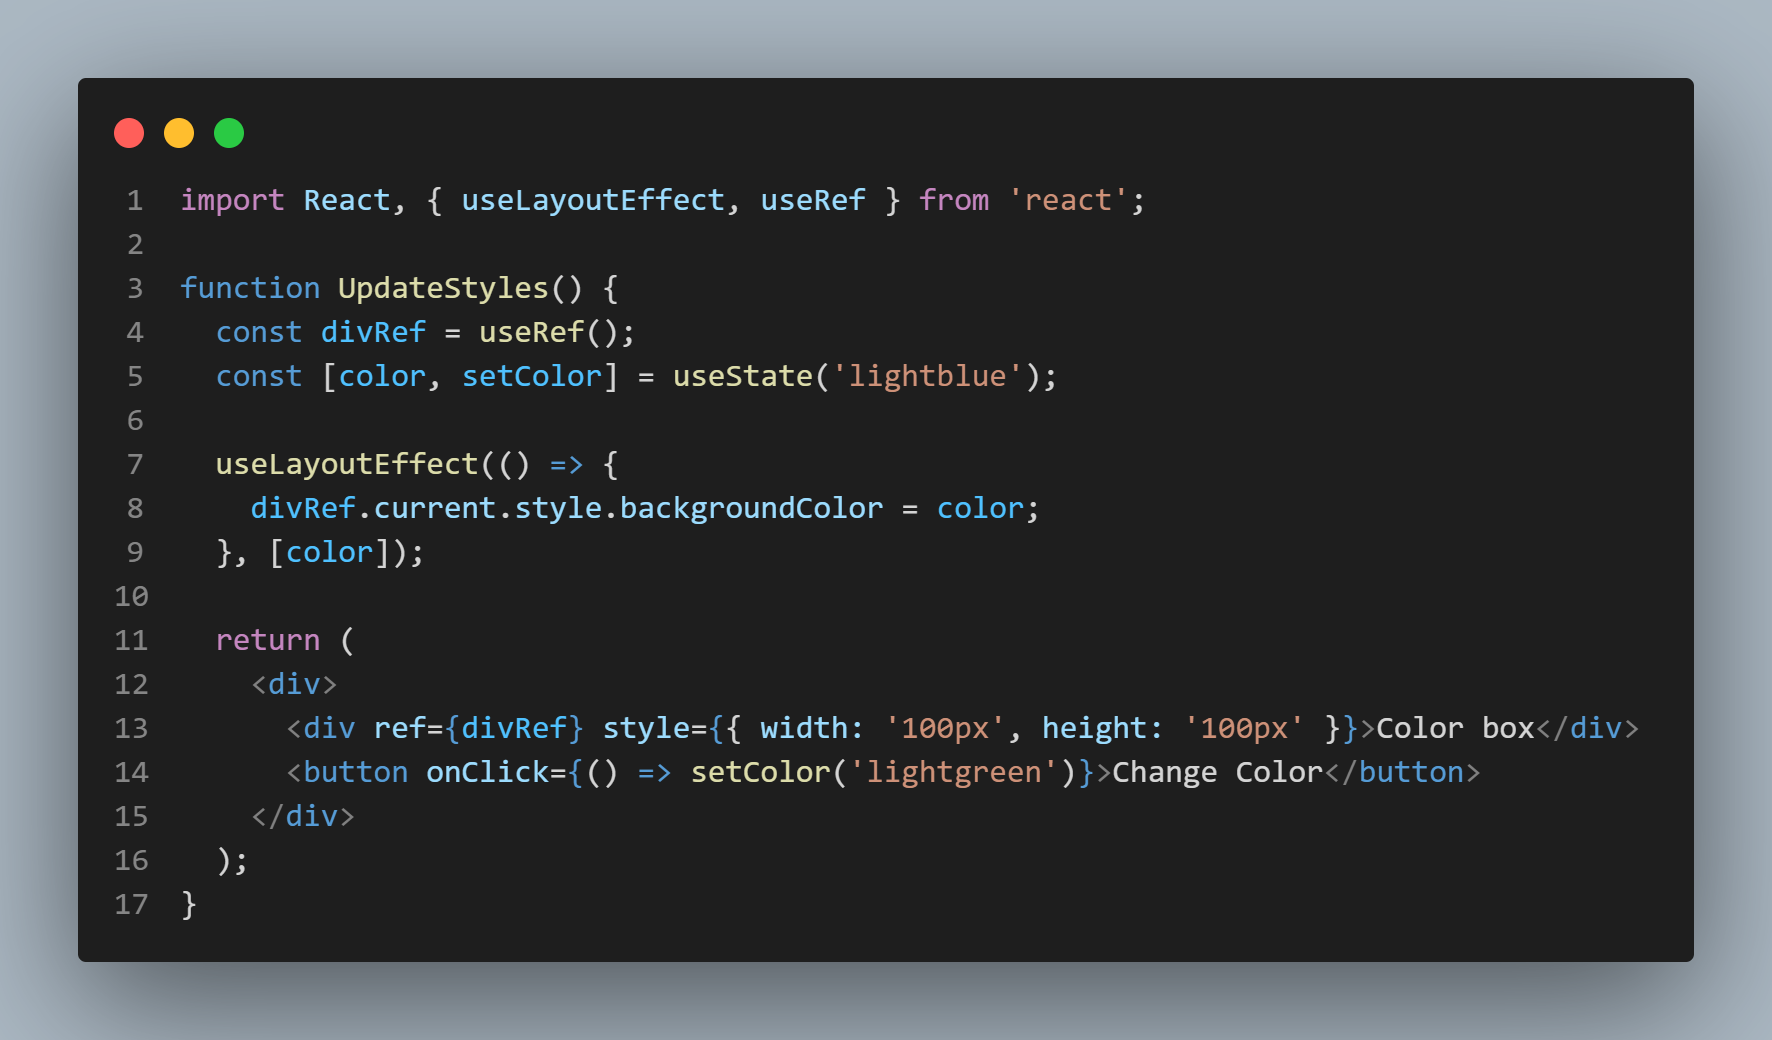 1 import React, { useLayoutEffect, useRef } from 'react';
2
3 function UpdateStyles() {
4   const divRef = useRef();
5   const [color, setColor] = useState('lightblue');
6
7   useLayoutEffect(() => {
8     divRef.current.style.backgroundColor = color;
9   }, [color]);
10
11   return (
12     <div>
13       <div ref={divRef} style={{ width: '100px', height: '100px' }}>Color box</div>
14       <button onClick={() => setColor('lightgreen')}>Change Color</button>
15     </div>
16   );
17 }